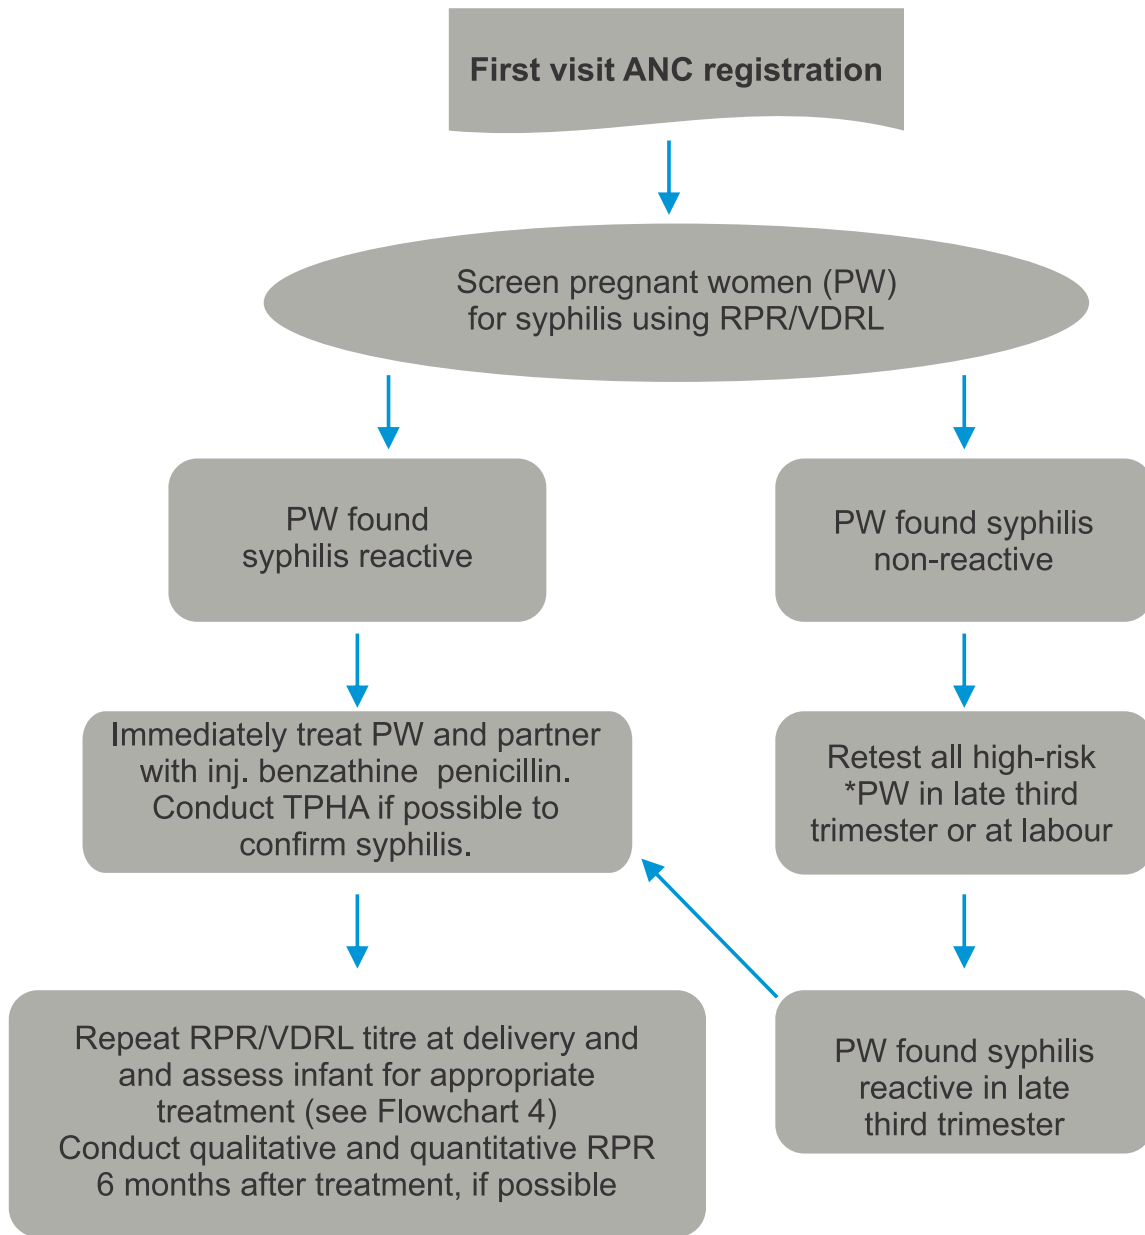 First visit ANC registration
Screen pregnant women (PW)
for syphilis using RPR/VDRL
PW found
syphilis reactive
PW found syphilis
non-reactive
Immediately treat PW and partner
with inj. benzathine penicillin.
Conduct TPHA if possible to
confirm syphilis.
Retest all high-risk
*PW in late third
trimester or at labour
Repeat RPR/VDRL titre at delivery and
and assess infant for appropriate
treatment (see Flowchart 4)
Conduct qualitative and quantitative RPR
6 months after treatment, if possible
PW found syphilis
reactive in late
third trimester